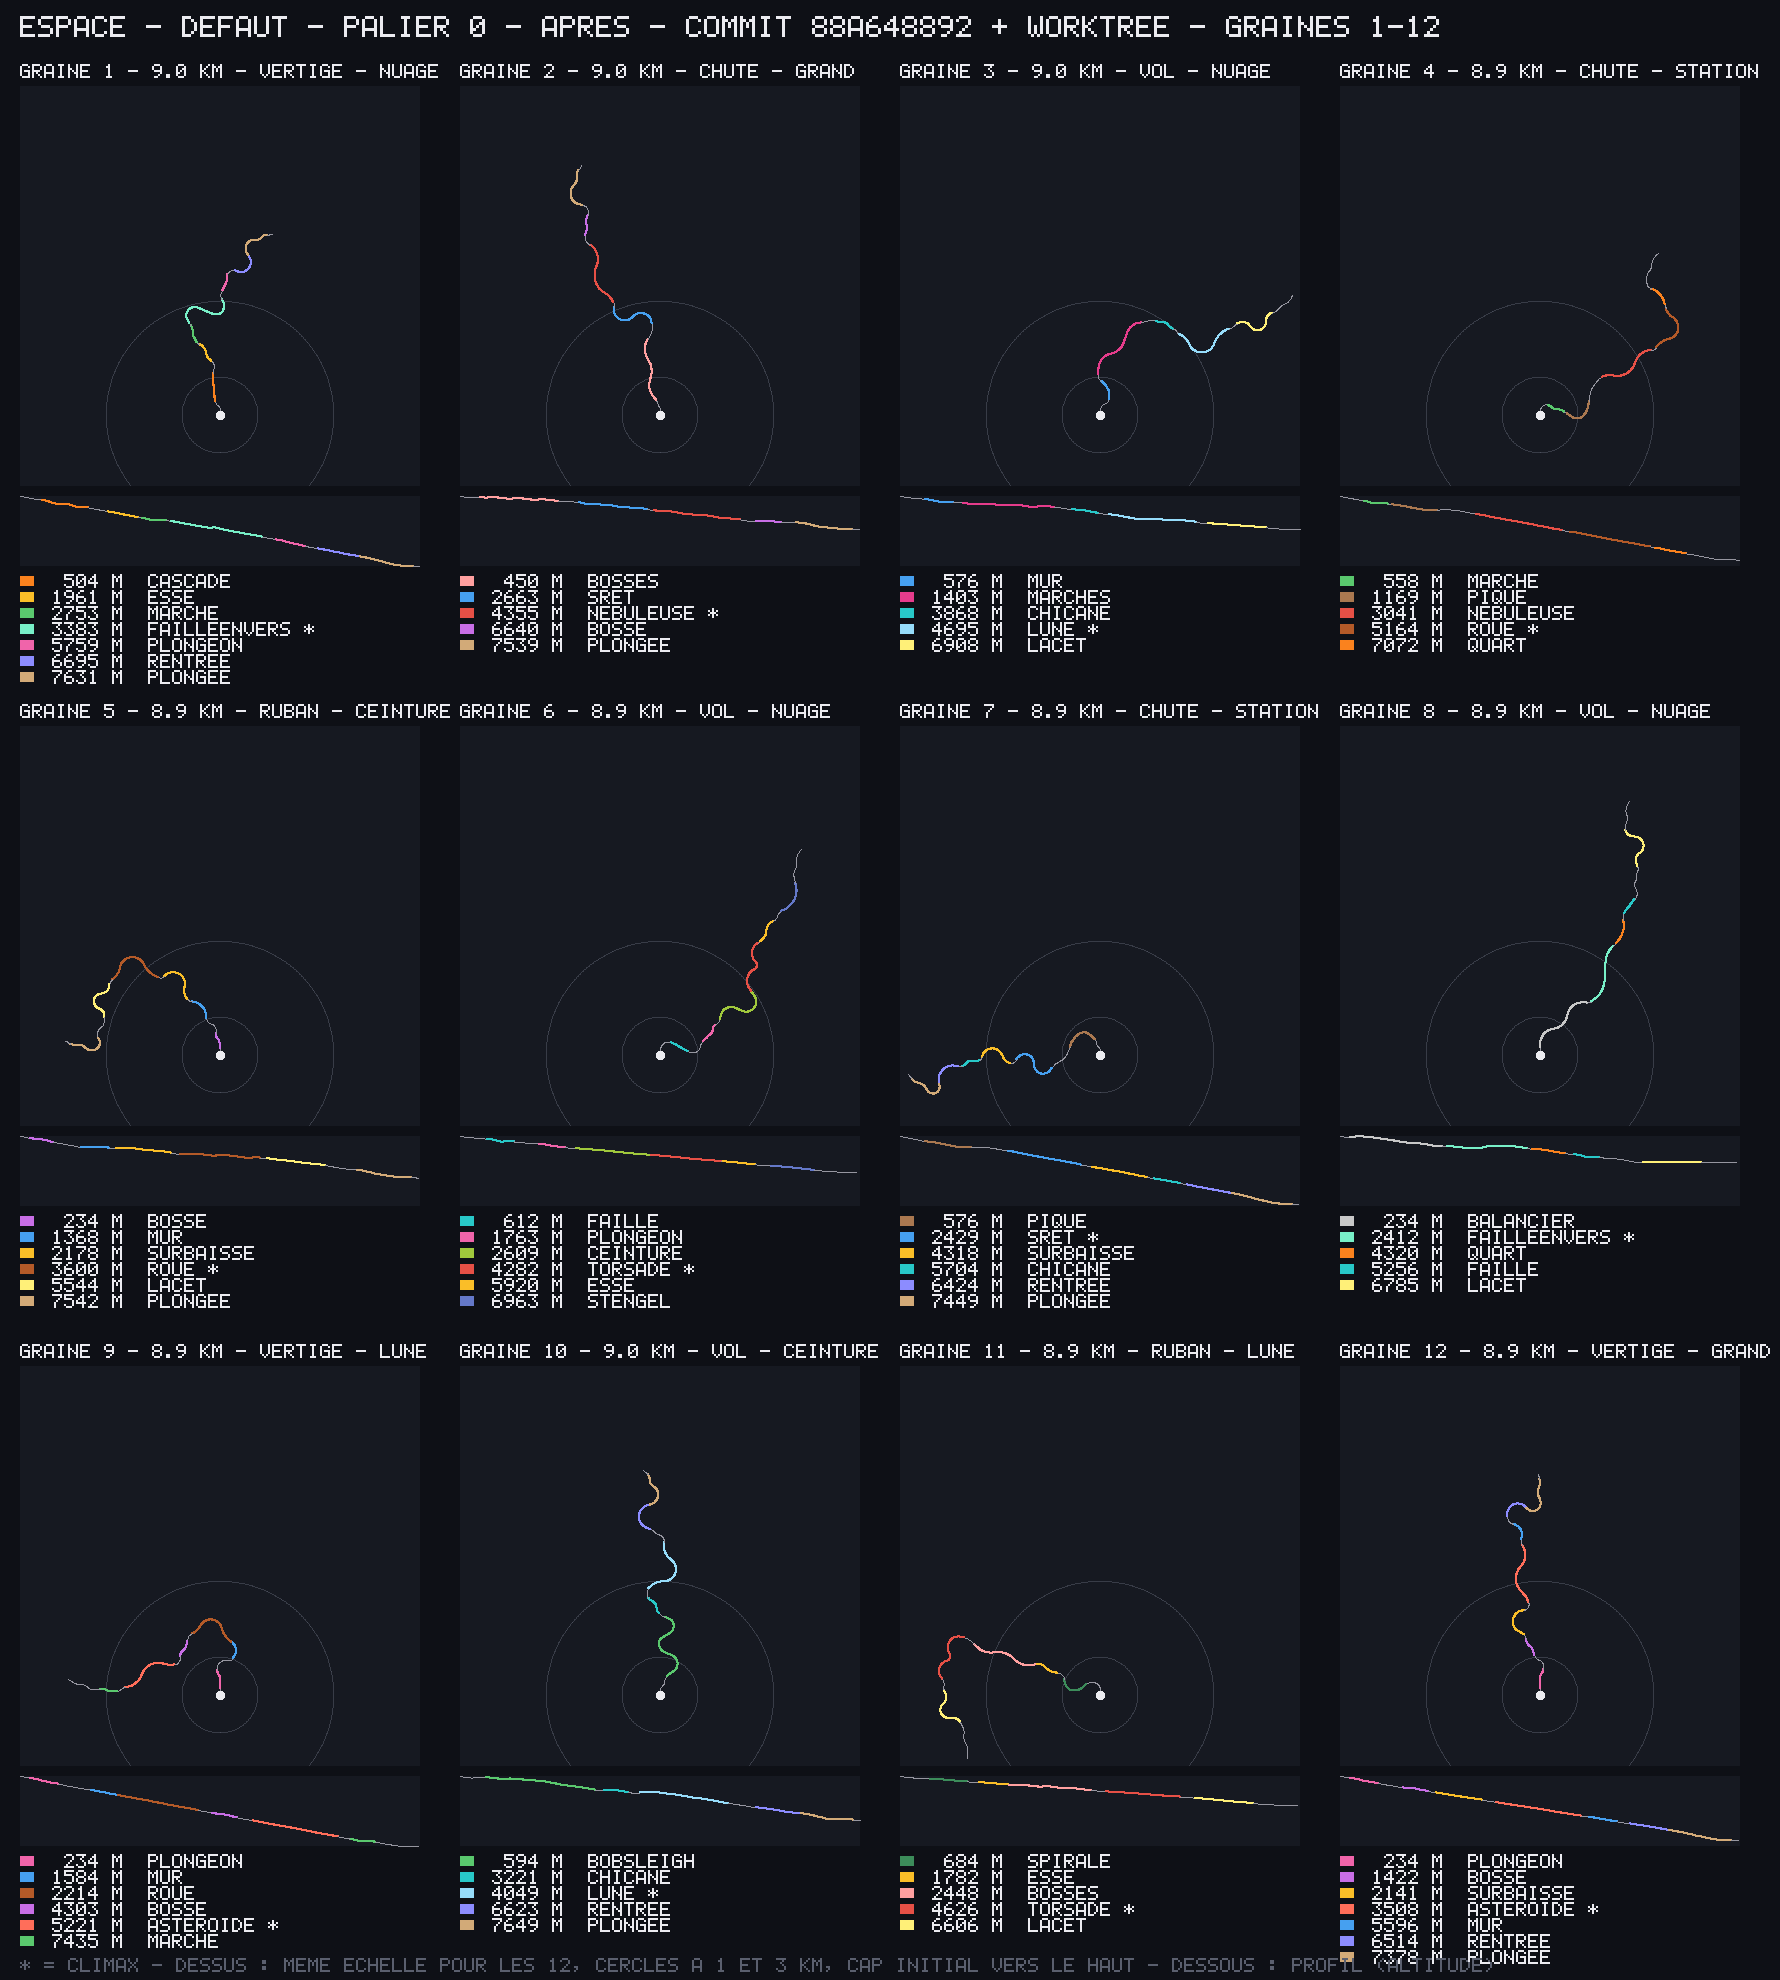 ESPACE - DEFAUT - PALIER 0 - APRES - COMMIT 88A648892 + WORKTREE - GRAINES 1-12
GRAINE 1 - 9.0 KM - VERTIGE - NUAGE
504 M CASCADE
1961 M ESSE
2753 M MARCHE
3383 M FAILLEENVERS *
5759 M PLONGEON
6695 M RENTREE
7631 M PLONGEE
GRAINE 2 - 9.0 KM - CHUTE - GRAND
450 M BOSSES
2663 M SRET
4355 M NEBULEUSE *
6640 M BOSSE
7539 M PLONGEE
GRAINE 3 - 9.0 KM - VOL - NUAGE
576 M MUR
1403 M MARCHES
3868 M CHICANE
4695 M LUNE *
6908 M LACET
GRAINE 4 - 8.9 KM - CHUTE - STATION
558 M MARCHE
1169 M PIQUE
3041 M NEBULEUSE
5164 M ROUE *
7072 M QUART
GRAINE 5 - 8.9 KM - RUBAN - CEINTURE
234 M BOSSE
1368 M MUR
2178 M SURBAISSE
3600 M ROUE *
5544 M LACET
7542 M PLONGEE
GRAINE 6 - 8.9 KM - VOL - NUAGE
612 M FAILLE
1763 M PLONGEON
2609 M CEINTURE
4282 M TORSADE *
5920 M ESSE
6963 M STENGEL
GRAINE 7 - 8.9 KM - CHUTE - STATION
576 M PIQUE
2429 M SRET *
4318 M SURBAISSE
5704 M CHICANE
6424 M RENTREE
7449 M PLONGEE
GRAINE 8 - 8.9 KM - VOL - NUAGE
234 M BALANCIER
2412 M FAILLEENVERS *
4320 M QUART
5256 M FAILLE
6785 M LACET
GRAINE 9 - 8.9 KM - VERTIGE - LUNE
234 M PLONGEON
1584 M MUR
2214 M ROUE
4303 M BOSSE
5221 M ASTEROIDE *
7435 M MARCHE
GRAINE 10 - 9.0 KM - VOL - CEINTURE
594 M BOBSLEIGH
3221 M CHICANE
4049 M LUNE *
6623 M RENTREE
7649 M PLONGEE
GRAINE 11 - 8.9 KM - RUBAN - LUNE
684 M SPIRALE
1782 M ESSE
2448 M BOSSES
4626 M TORSADE *
6606 M LACET
GRAINE 12 - 8.9 KM - VERTIGE - GRAND
234 M PLONGEON
1422 M BOSSE
2141 M SURBAISSE
3508 M ASTEROIDE *
5596 M MUR
6514 M RENTREE
7378 M PLONGEE
* = CLIMAX - DESSUS : MEME ECHELLE POUR LES 12, CERCLES A 1 ET 3 KM, CAP INITIAL VERS LE HAUT - DESSOUS : PROFIL (ALTITUDE)